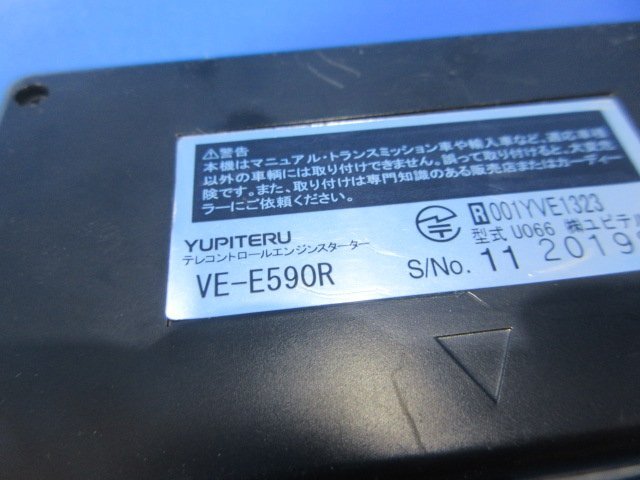 ⚠警告
本機はマニュアル・トランスミッション車や輸入車など、適応車種
以外の車輌には取り付けできません。誤って取り付けると、大変危
険です。また、取り付けは専門知識のある販売店またはカーディー
ラーにご依頼ください。
YUPITERU
テレコントロールエンジンスターター
VE-E590R
R 001YVE1323
型式 U066 ㈱ユピテル
S/No. 11 2019